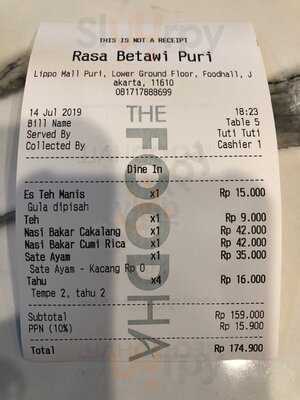 THIS IS NOT A RECEIPT
Rasa Betawi Puri
Lippo Mall Puri, Lower Ground Floor, Foodhall, J
akarta, 11610
081717888699
14 Jul 2019 18:23
Bill Name Table 5
Served By Tuti Tuti
Collected By Cashier 1
Dine In
Es Teh Manis x1 Rp 15.000
Gula dipisah
Teh x1 Rp 9.000
Nasi Bakar Cakalang x1 Rp 42.000
Nasi Bakar Cumi Rica x1 Rp 42.000
Sate Ayam x1 Rp 35.000
Sate Ayam - Kacang Rp 0
Tahu x4 Rp 16.000
Tempe 2, tahu 2
Subtotal Rp 159.000
PPN (10%) Rp 15.900
Total Rp 174.900
THE
FOODHA